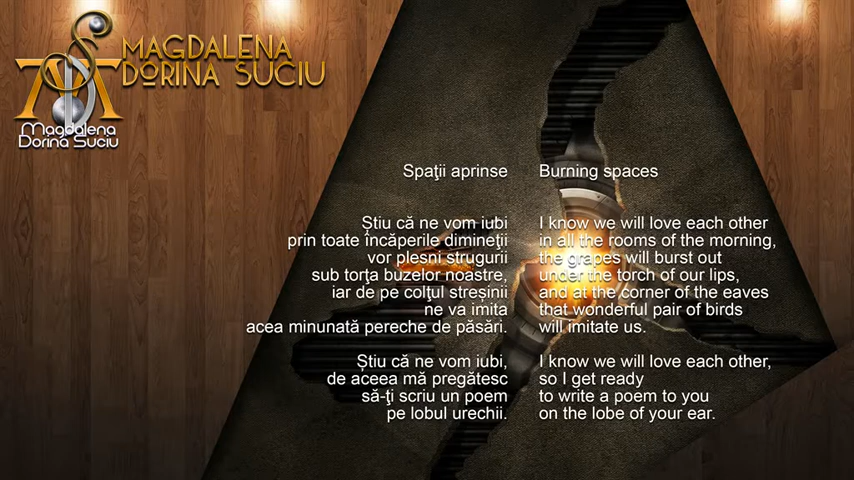 MAGDALENA
DORINA SUCIU
Magdalena
Dorina Suciu
Spaţii aprinse
Ştiu că ne vom iubi
prin toate încăperile dimineţii
vor plesni strugurii
sub torţa buzelor noastre,
iar de pe colţul streșinii
ne va imita
acea minunată pereche de păsări.
Știu că ne vom iubi,
de aceea mă pregătesc
să-ţi scriu un poem
pe lobul urechii.
Burning spaces
I know we will love each other
in all the rooms of the morning,
the grapes will burst out
under the torch of our lips,
and at the corner of the eaves
that wonderful pair of birds
will imitate us.
I know we will love each other,
so I get ready
to write a poem to you
on the lobe of your ear.